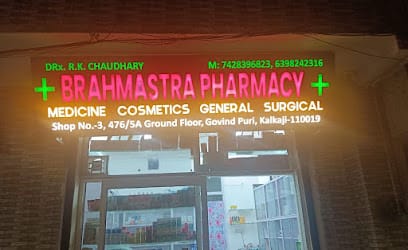 DRx. R.K. CHAUDHARY M: 7428396823, 6398242316
+ BRAHMASTRA PHARMACY +
MEDICINE COSMETICS GENERAL SURGICAL
Shop No.-3, 476/5A Ground Floor, Govind Puri, Kalkaji-110019